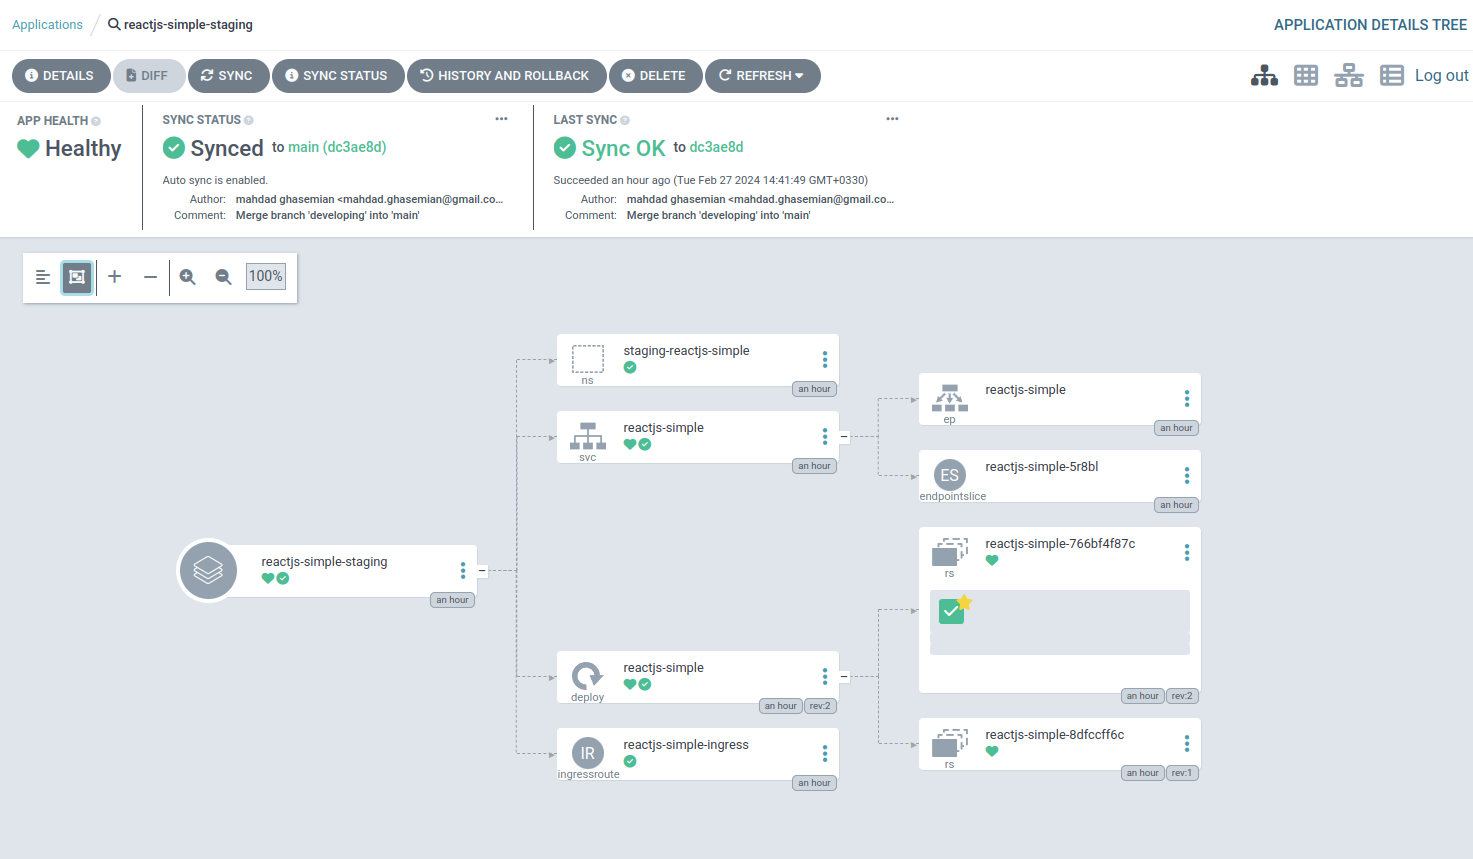 Applications
reactjs-simple-staging
APPLICATION DETAILS TREE
DETAILS
DIFF
SYNC
SYNC STATUS
HISTORY AND ROLLBACK
DELETE
REFRESH
Log out
APP HEALTH
Healthy
SYNC STATUS
Synced to main (dc3ae8d)
Auto sync is enabled.
Author: mahdad ghasemian <mahdad.ghasemian@gmail.co...
Comment: Merge branch 'developing' into 'main'
LAST SYNC
Sync OK to dc3ae8d
Succeeded an hour ago (Tue Feb 27 2024 14:41:49 GMT+0330)
Author: mahdad ghasemian <mahdad.ghasemian@gmail.co...
Comment: Merge branch 'developing' into 'main'
100%
reactjs-simple-staging
an hour
staging-reactjs-simple
ns
an hour
reactjs-simple
svc
an hour
reactjs-simple
deploy
an hour
rev:2
reactjs-simple-ingress
IR
ingressroute
an hour
reactjs-simple
ep
an hour
reactjs-simple-5r8bl
ES
endpointslice
an hour
reactjs-simple-766bf4f87c
rs
an hour
rev:2
reactjs-simple-8dfccff6c
rs
an hour
rev:1